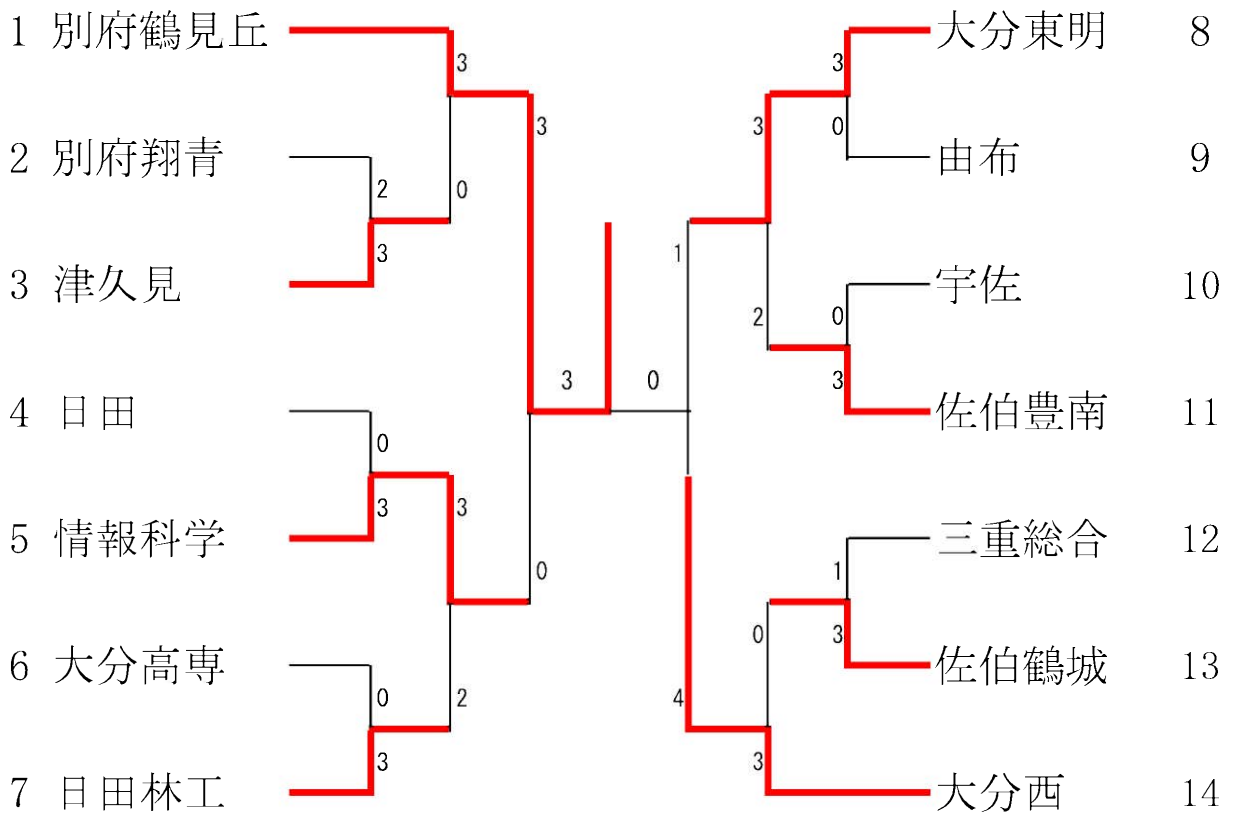 1 別府鶴見丘
3
3
2 別府翔青
2
0
3
3 津久見
4 日田
0
3
3
5 情報科学
0
6 大分高専
0
2
3
7 日田林工
3
0
大分東明 8
3
0
3
由布 9
1
宇佐 10
2
0
3
佐伯豊南 11
三重総合 12
1
0
3
佐伯鶴城 13
4
3
大分西 14